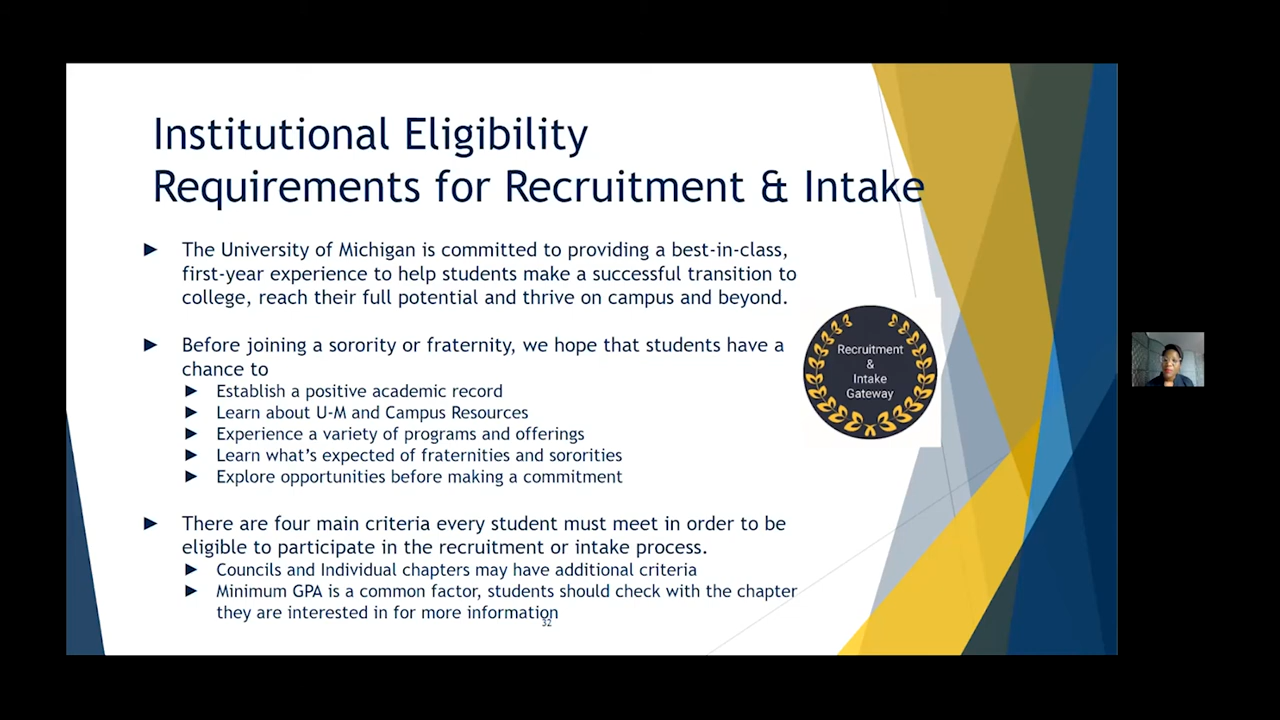 Institutional Eligibility
Requirements for Recruitment & Intake
The University of Michigan is committed to providing a best-in-class,
first-year experience to help students make a successful transition to
college, reach their full potential and thrive on campus and beyond.
Before joining a sorority or fraternity, we hope that students have a
chance to
Establish a positive academic record
Learn about U-M and Campus Resources
Experience a variety of programs and offerings
Learn what's expected of fraternities and sororities
Explore opportunities before making a commitment
There are four main criteria every student must meet in order to be
eligible to participate in the recruitment or intake process.
Councils and Individual chapters may have additional criteria
Minimum GPA is a common factor, students should check with the chapter
they are interested in for more information
32
Recruitment
&
Intake
Gateway